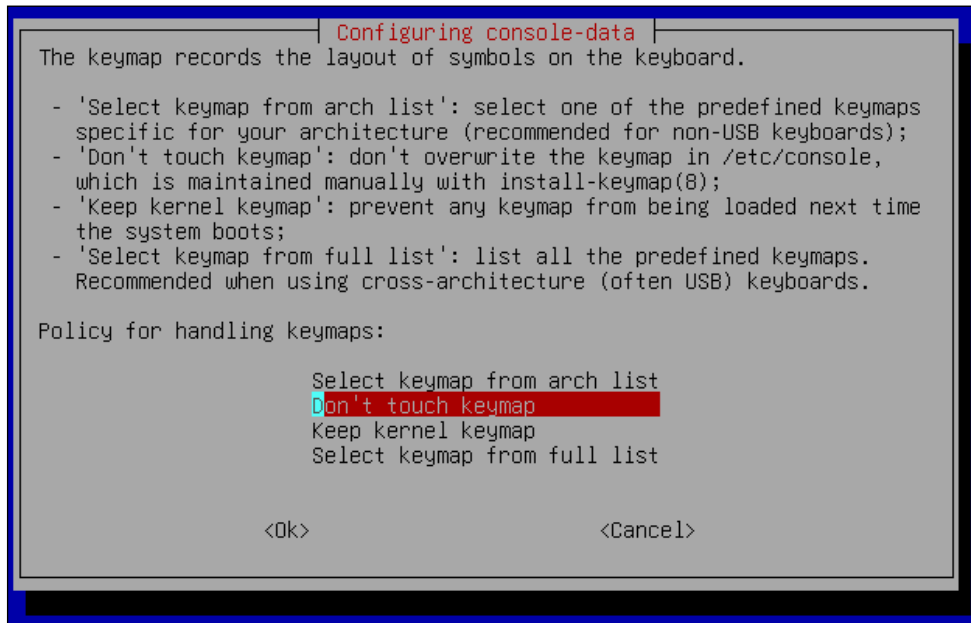 Configuring console-data
The keymap records the layout of symbols on the keyboard.
- 'Select keymap from arch list': select one of the predefined keymaps
specific for your architecture (recommended for non-USB keyboards);
- 'Don't touch keymap': don't overwrite the keymap in /etc/console,
which is maintained manually with install-keymap(8);
- 'Keep kernel keymap': prevent any keymap from being loaded next time
the system boots;
- 'Select keymap from full list': list all the predefined keymaps.
Recommended when using cross-architecture (often USB) keyboards.
Policy for handling keymaps:
Select keymap from arch list
Don't touch keymap
Keep kernel keymap
Select keymap from full list
<Ok> <Cancel>